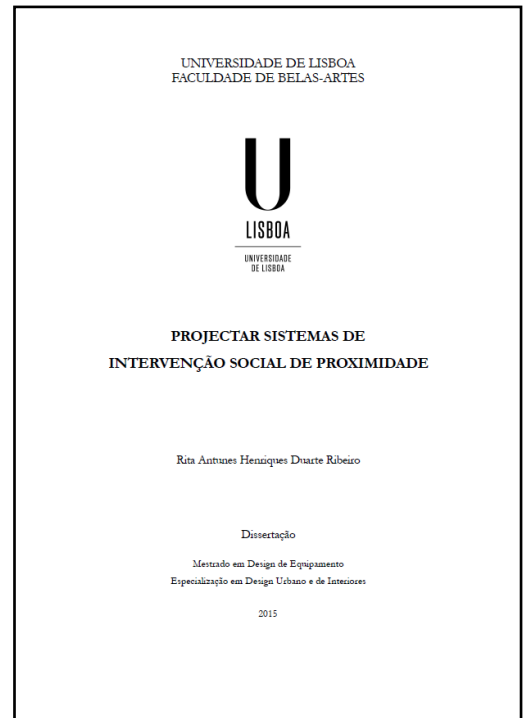 UNIVERSIDADE DE LISBOA
FACULDADE DE BELAS-ARTES
U
LISBOA
UNIVERSIDADE
DE LISBOA
PROJECTAR SISTEMAS DE
INTERVENÇÃO SOCIAL DE PROXIMIDADE
Rita Antunes Henriques Duarte Ribeiro
Dissertação
Mestrado em Design de Equipamento
Especialização em Design Urbano e de Interiores
2015